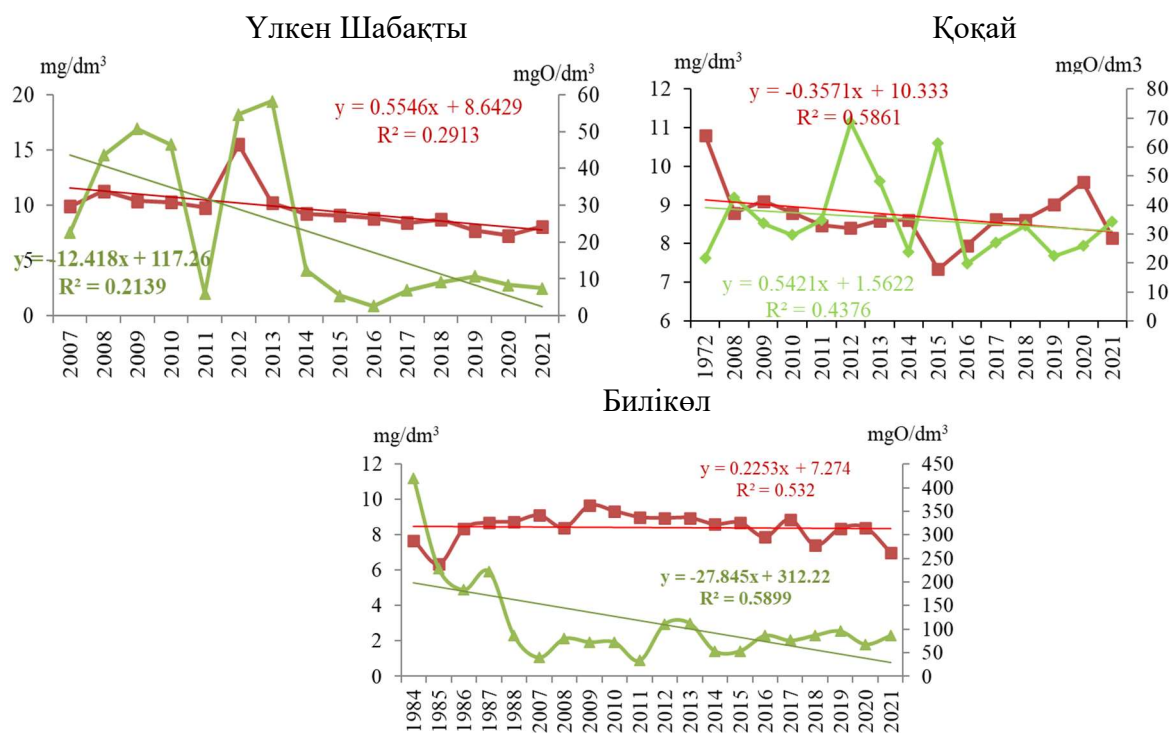 Үлкен Шабақты
mg/dm³
mgO/dm³
y = 0.5546x + 8.6429
R² = 0.2913
y = -12.418x + 117.26
R² = 0.2139
20
15
10
5
0
60
50
40
30
20
10
0
2007 2008 2009 2010 2011 2012 2013 2014 2015 2016 2017 2018 2019 2020 2021
Қоқай
mg/dm³
mgO/dm3
y = -0.3571x + 10.333
R² = 0.5861
y = 0.5421x + 1.5622
R² = 0.4376
12
11
10
9
8
7
6
80
70
60
50
40
30
20
10
0
1972 2008 2009 2010 2011 2012 2013 2014 2015 2016 2017 2018 2019 2020 2021
Билікөл
mg/dm³
mgO/dm³
y = 0.2253x + 7.274
R² = 0.532
y = -27.845x + 312.22
R² = 0.5899
12
10
8
6
4
2
0
450
400
350
300
250
200
150
100
50
0
1984 1985 1986 1987 1988 2007 2008 2009 2010 2011 2012 2013 2014 2015 2016 2017 2018 2019 2020 2021